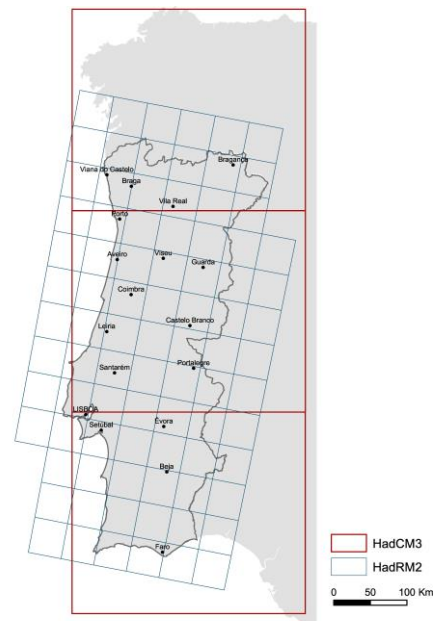 Bragança
Viana do Castelo
Braga
Vila Real
Porto
Aveiro
Viseu
Guarda
Coimbra
Castelo Branco
Leiria
Portalegre
Santarém
LISBOA
Setúbal
Évora
Beja
Faro
HadCM3
HadRM2
0 50 100 Km